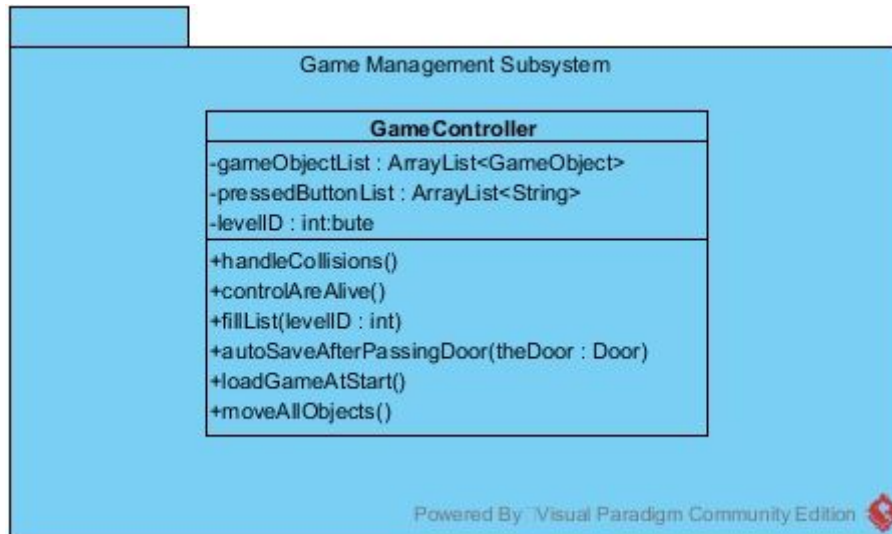 Game Management Subsystem
GameController
-gameObjectList : ArrayList<GameObject>
-pressedButtonList : ArrayList<String>
-levelID : int:bute
+handleCollisions()
+controlAreAlive()
+fillList(levelID : int)
+autoSaveAfterPassingDoor(theDoor : Door)
+loadGameAtStart()
+moveAllObjects()
Powered By Visual Paradigm Community Edition